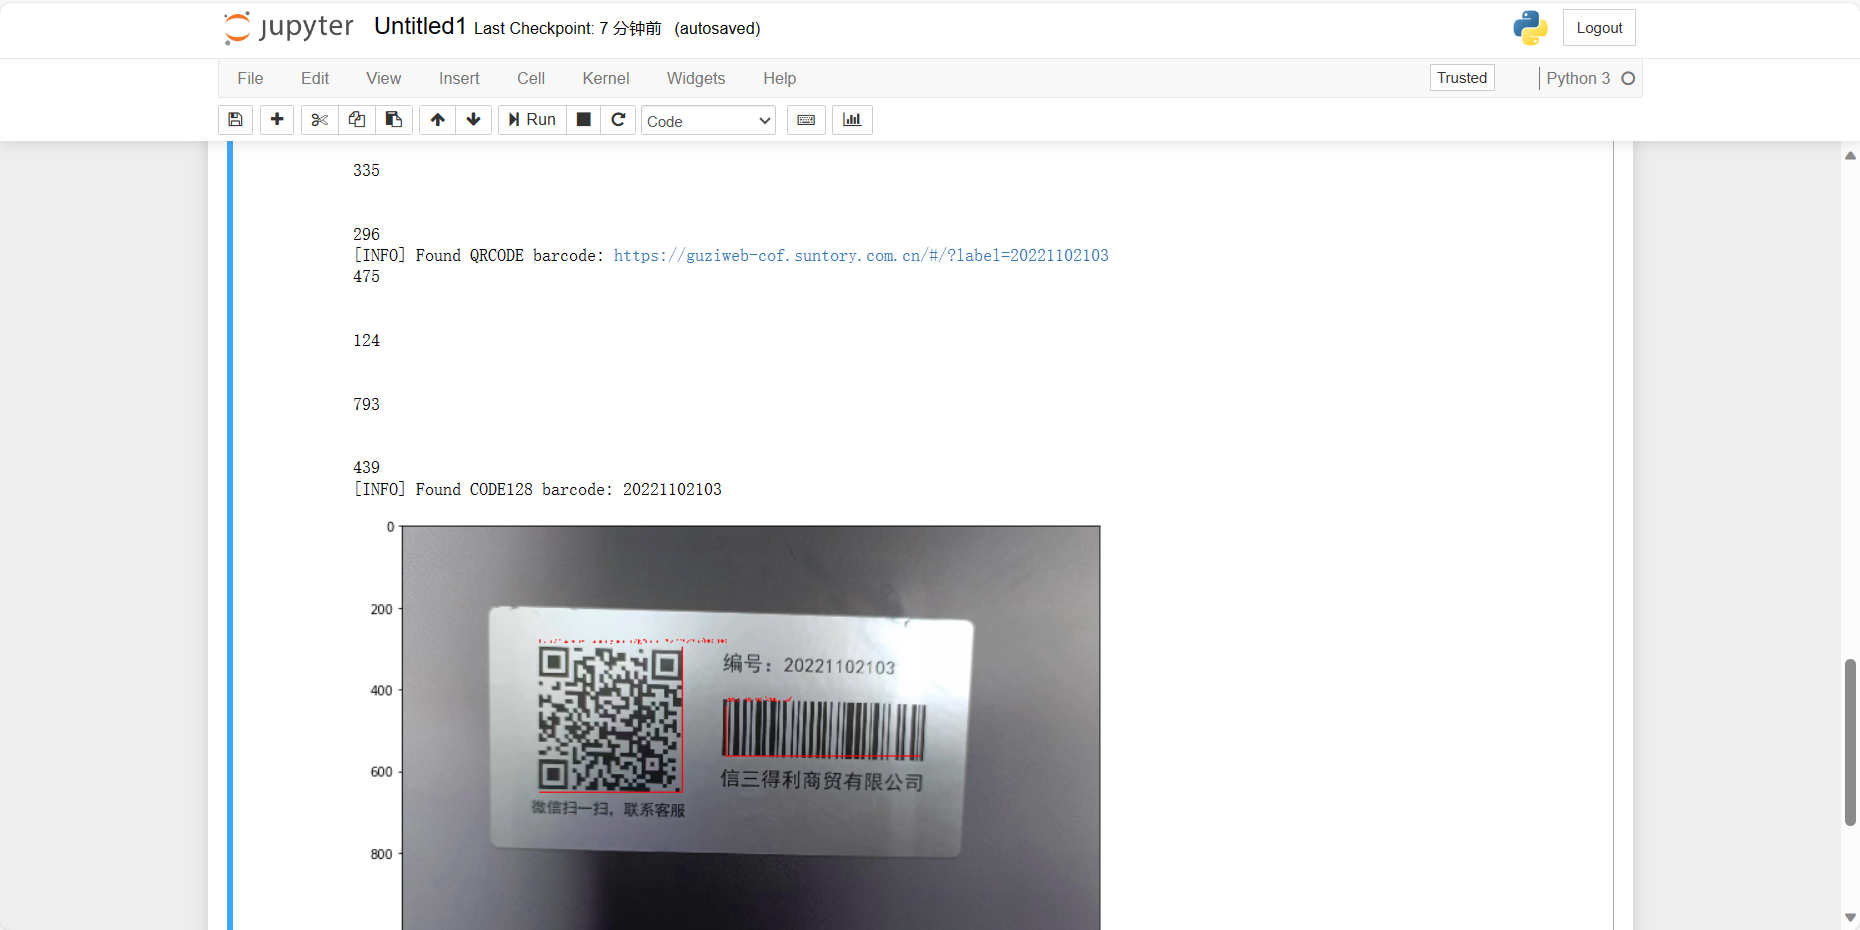 jupyter Untitled1 Last Checkpoint: 7 分钟前 (autosaved)
Logout
File Edit View Insert Cell Kernel Widgets Help
Trusted
Python 3
Run
Code
335
296
[INFO] Found QRCODE barcode: https://guziweb-cof.suntory.com.cn/#/?label=20221102103
475
124
793
439
[INFO] Found CODE128 barcode: 20221102103
0
200
400
600
800
编号：20221102103
信三得利商贸有限公司
微信扫一扫，联系客服